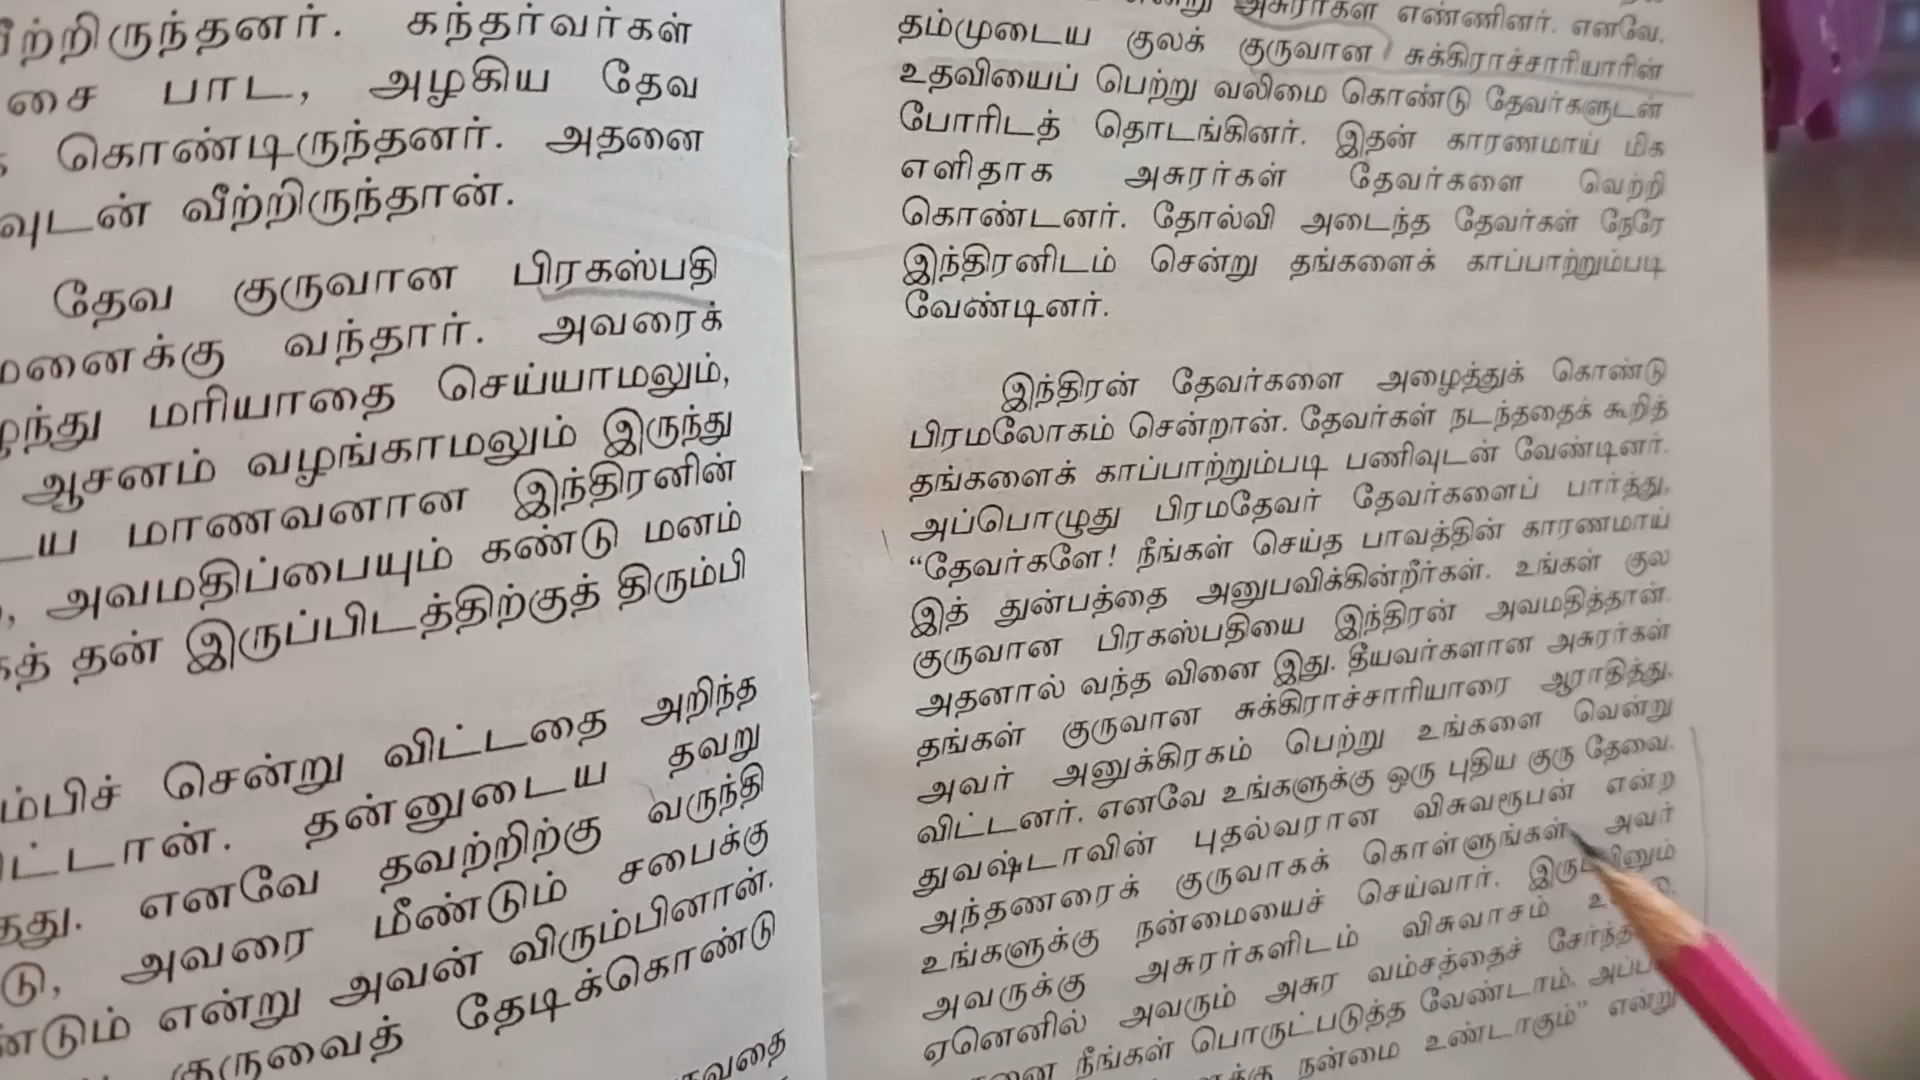 வீற்றிருந்தனர். கந்தர்வர்கள்
பாட, அழகிய தேவ
கொண்டிருந்தனர். அதனை
வீற்றிருந்தான்.
தேவ குருவான பிரகஸ்பதி
வந்தார். அவரைக்
மரியாதை செய்யாமலும்,
ஆசனம் வழங்காமலும் இருந்து
மாணவனான இந்திரனின்
அவமதிப்பையும் கண்டு மனம்
தன் இருப்பிடத்திற்குத் திரும்பி
சென்று விட்டதை அறிந்த
தன்னுடைய தவறு
எனவே தவற்றிற்கு வருந்தி
அவரை மீண்டும் சபைக்கு
என்று அவன் விரும்பினான்.
குருவைத் தேடிக்கொண்டு
அசுரர்கள் எண்ணினர். எனவே,
தம்முடைய குலக் குருவான சுக்கிராச்சாரியாரின்
உதவியைப் பெற்று வலிமை கொண்டு தேவர்களுடன்
போரிடத் தொடங்கினர். இதன் காரணமாய் மிக
எளிதாக அசுரர்கள் தேவர்களை வெற்றி
கொண்டனர். தோல்வி அடைந்த தேவர்கள் நேரே
இந்திரனிடம் சென்று தங்களைக் காப்பாற்றும்படி
வேண்டினர்.
இந்திரன் தேவர்களை அழைத்துக் கொண்டு
பிரமலோகம் சென்றான். தேவர்கள் நடந்ததைக் கூறித்
தங்களைக் காப்பாற்றும்படி பணிவுடன் வேண்டினர்.
அப்பொழுது பிரமதேவர் தேவர்களைப் பார்த்து,
“தேவர்களே! நீங்கள் செய்த பாவத்தின் காரணமாய்
இத் துன்பத்தை அனுபவிக்கின்றீர்கள். உங்கள் குல
குருவான பிரகஸ்பதியை இந்திரன் அவமதித்தான்.
அதனால் வந்த வினை இது. தீயவர்களான அசுரர்கள்
தங்கள் குருவான சுக்கிராச்சாரியாரை ஆராதித்து,
அவர் அனுக்கிரகம் பெற்று உங்களை வென்று
விட்டனர். எனவே உங்களுக்கு ஒரு புதிய குரு தேவை.
துவஷ்டாவின் புதல்வரான விசுவரூபன் என்ற
அந்தணரைக் குருவாகக் கொள்ளுங்கள் அவர்
உங்களுக்கு நன்மையைச் செய்வார்.
அவருக்கு அசுரர்களிடம் விசுவாசம்
ஏனெனில் அவரும் அசுர வம்சத்தைச்
நீங்கள் பொருட்படுத்த வேண்டாம்.
நன்மை உண்டாகும்” என்று